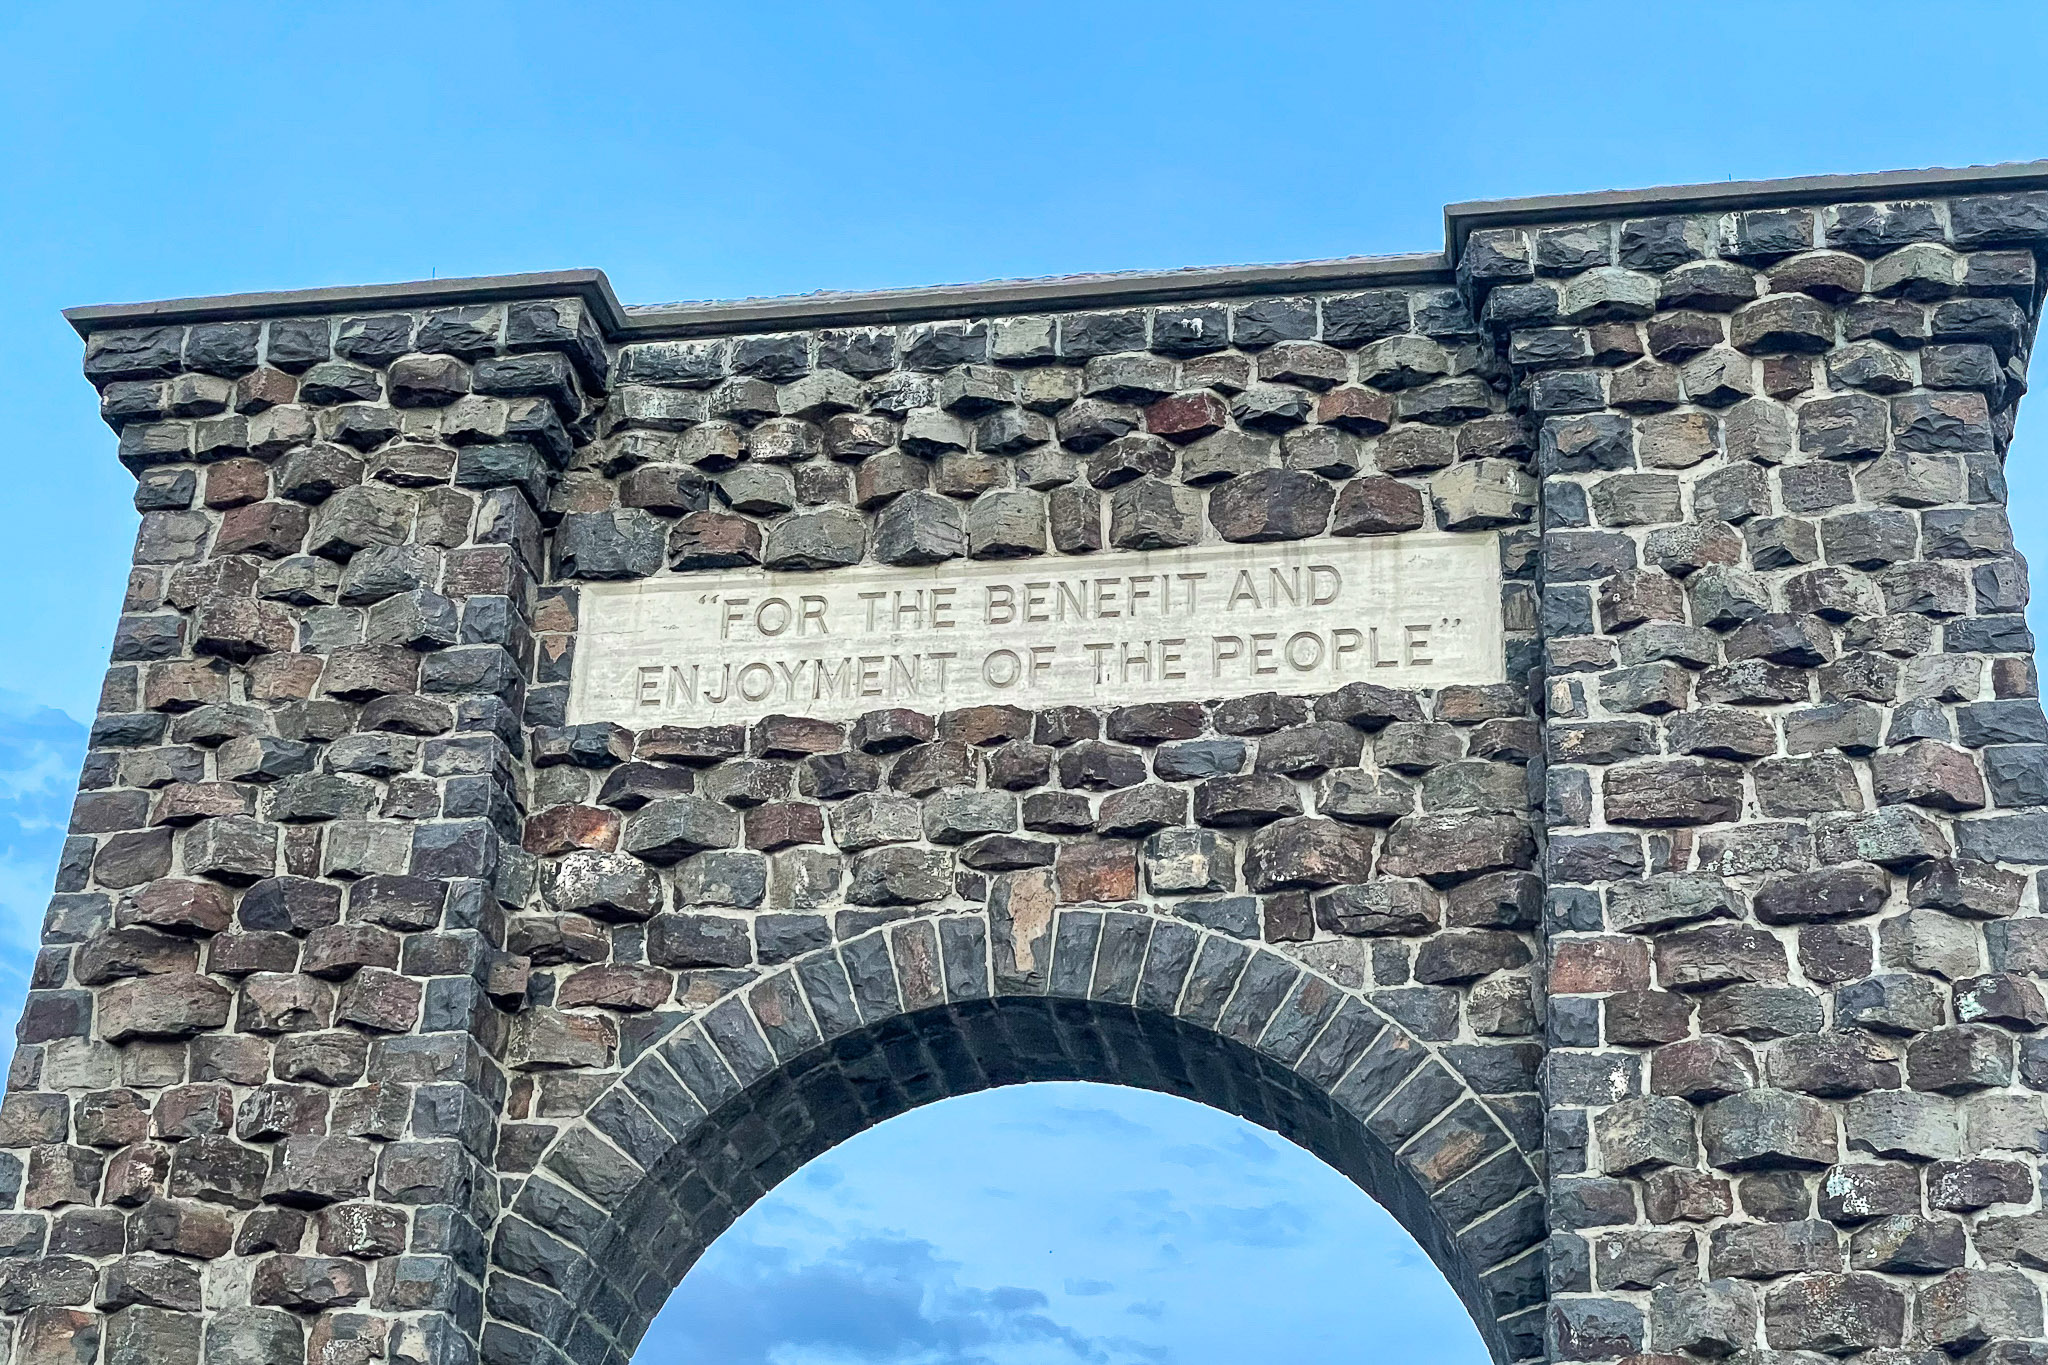 “FOR THE BENEFIT AND
ENJOYMENT OF THE PEOPLE”